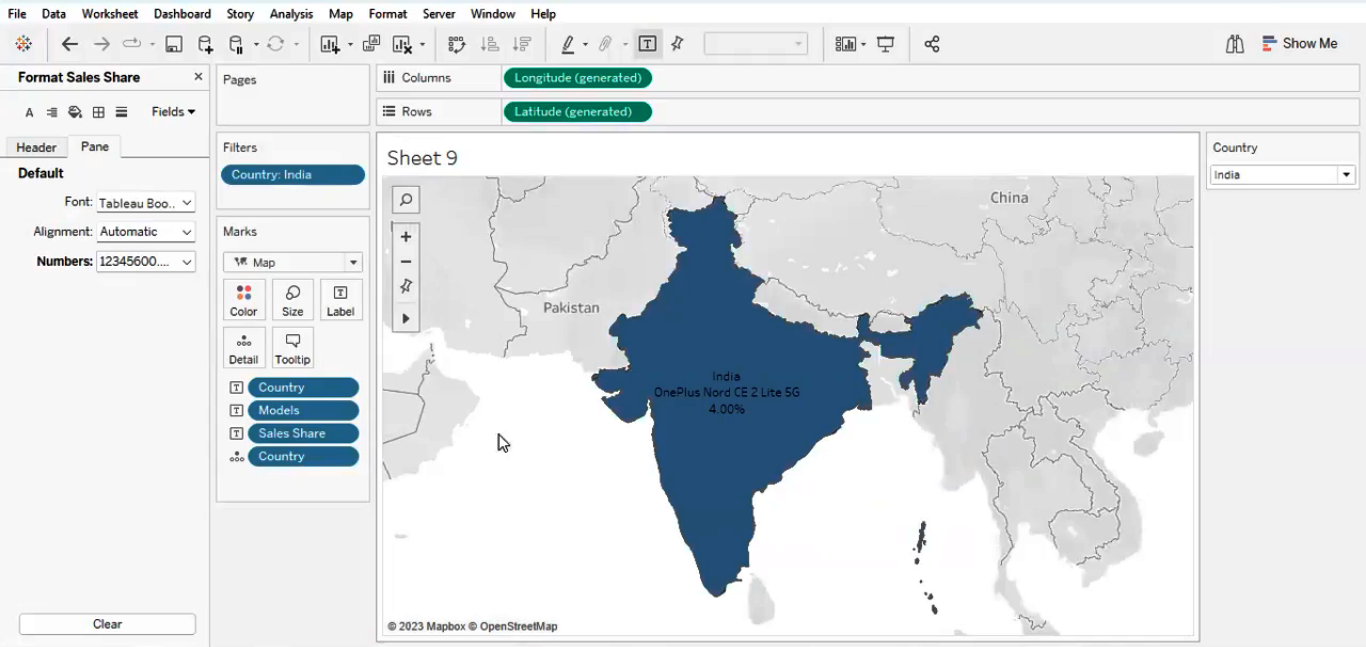 File Data Worksheet Dashboard Story Analysis Map Format Server Window Help
Show Me
Format Sales Share
Fields
Header Pane
Default
Font: Tableau Boo..
Alignment: Automatic
Numbers: 12345600....
Clear
Pages
Filters
Country: India
Marks
Map
Color Size Label
Detail Tooltip
Country
Models
Sales Share
Country
Columns Longitude (generated)
Rows Latitude (generated)
Sheet 9
China
Pakistan
India
OnePlus Nord CE 2 Lite 5G
4.00%
© 2023 Mapbox © OpenStreetMap
Country
India